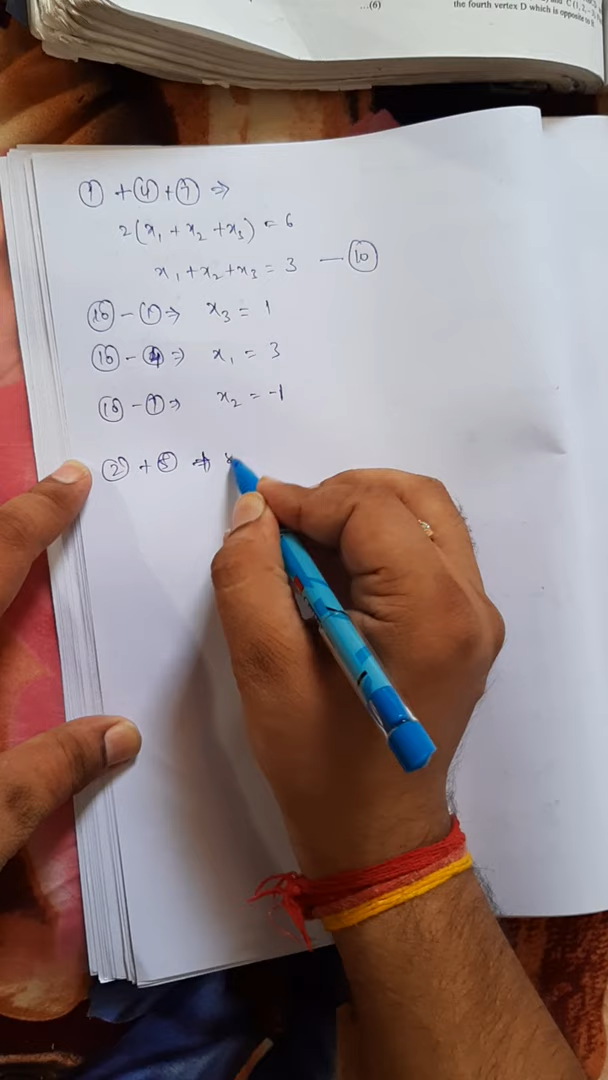 ...(6)
the fourth vertex D which is opposite to
① + ④ + ⑦ ⇒
2(x₁ + x₂ + x₃) = 6
x₁ + x₂ + x₃ = 3 — ⑩
⑩ - ① ⇒ x₃ = 1
⑩ - ④ ⇒ x₁ = 3
⑩ - ⑦ ⇒ x₂ = -1
② + ⑤ +